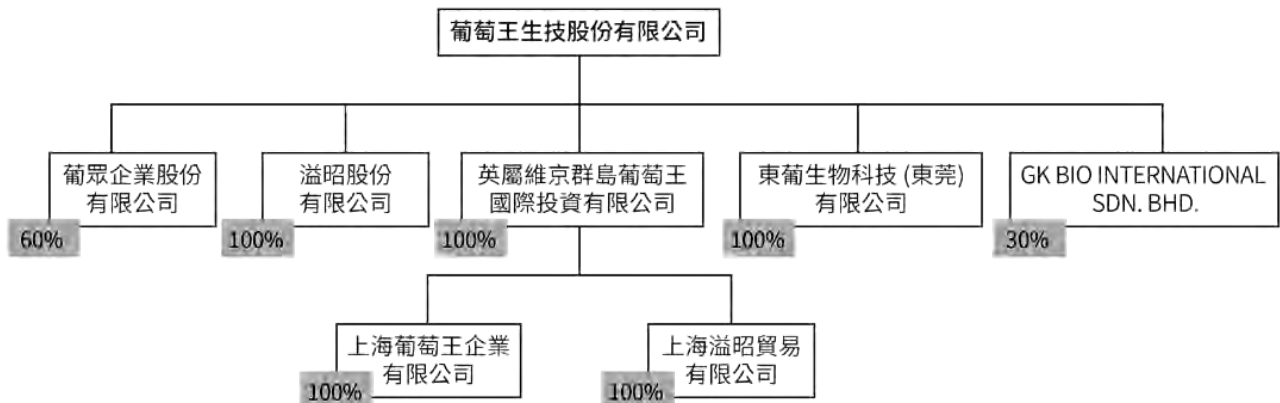 葡萄王生技股份有限公司
葡眾企業股份
有限公司
60%
溢昭股份
有限公司
100%
英屬維京群島葡萄王
國際投資有限公司
100%
東葡生物科技 (東莞)
有限公司
100%
GK BIO INTERNATIONAL
SDN. BHD.
30%
上海葡萄王企業
有限公司
100%
上海溢昭貿易
有限公司
100%